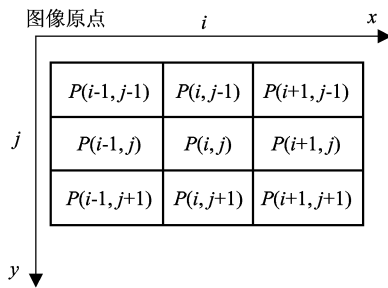 图像原点 i x
P(i-1, j-1) P(i, j-1) P(i+1, j-1)
j P(i-1, j) P(i, j) P(i+1, j)
P(i-1, j+1) P(i, j+1) P(i+1, j+1)
y